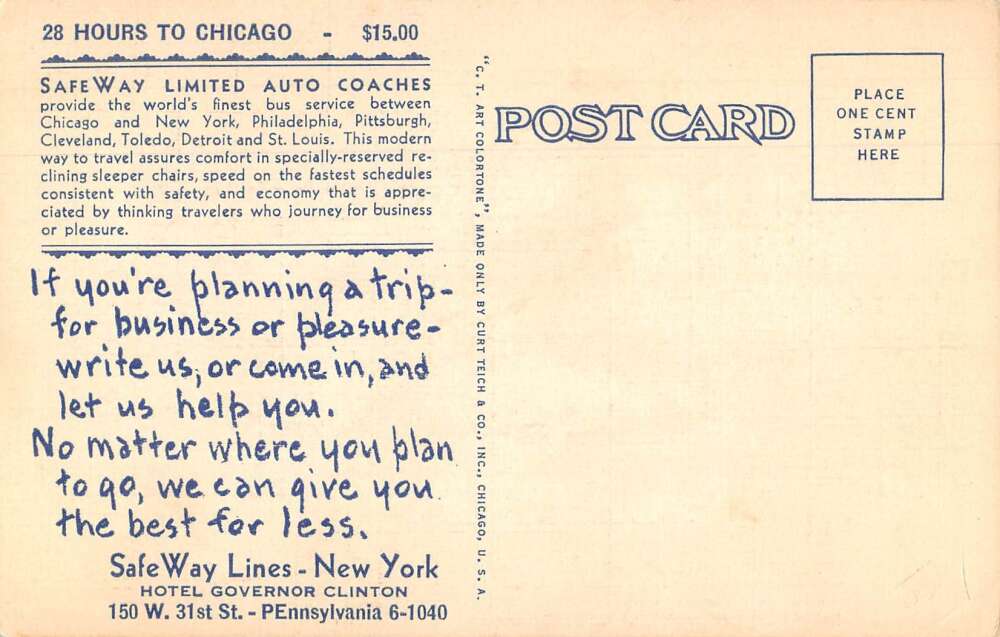 28 HOURS TO CHICAGO - $15.00
SAFEWAY LIMITED AUTO COACHES
provide the world's finest bus service between
Chicago and New York, Philadelphia, Pittsburgh,
Cleveland, Toledo, Detroit and St. Louis. This modern
way to travel assures comfort in specially-reserved re-
clining sleeper chairs, speed on the fastest schedules
consistent with safety, and economy that is appre-
ciated by thinking travelers who journey for business
or pleasure.
If you're planning a trip-
for business or pleasure-
write us, or come in, and
let us help you.
No matter where you plan
to go, we can give you
the best for less.
SafeWay Lines - New York
HOTEL GOVERNOR CLINTON
150 W. 31st St. - PEnnsylvania 6-1040
"C. T. ART COLORTONE", MADE ONLY BY CURT TEICH & CO., INC., CHICAGO, U. S. A.
POST CARD
PLACE
ONE CENT
STAMP
HERE